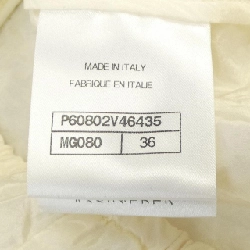 MADE IN ITALY
FABRIQUE EN ITALIE
P60802V46435
MG080 36